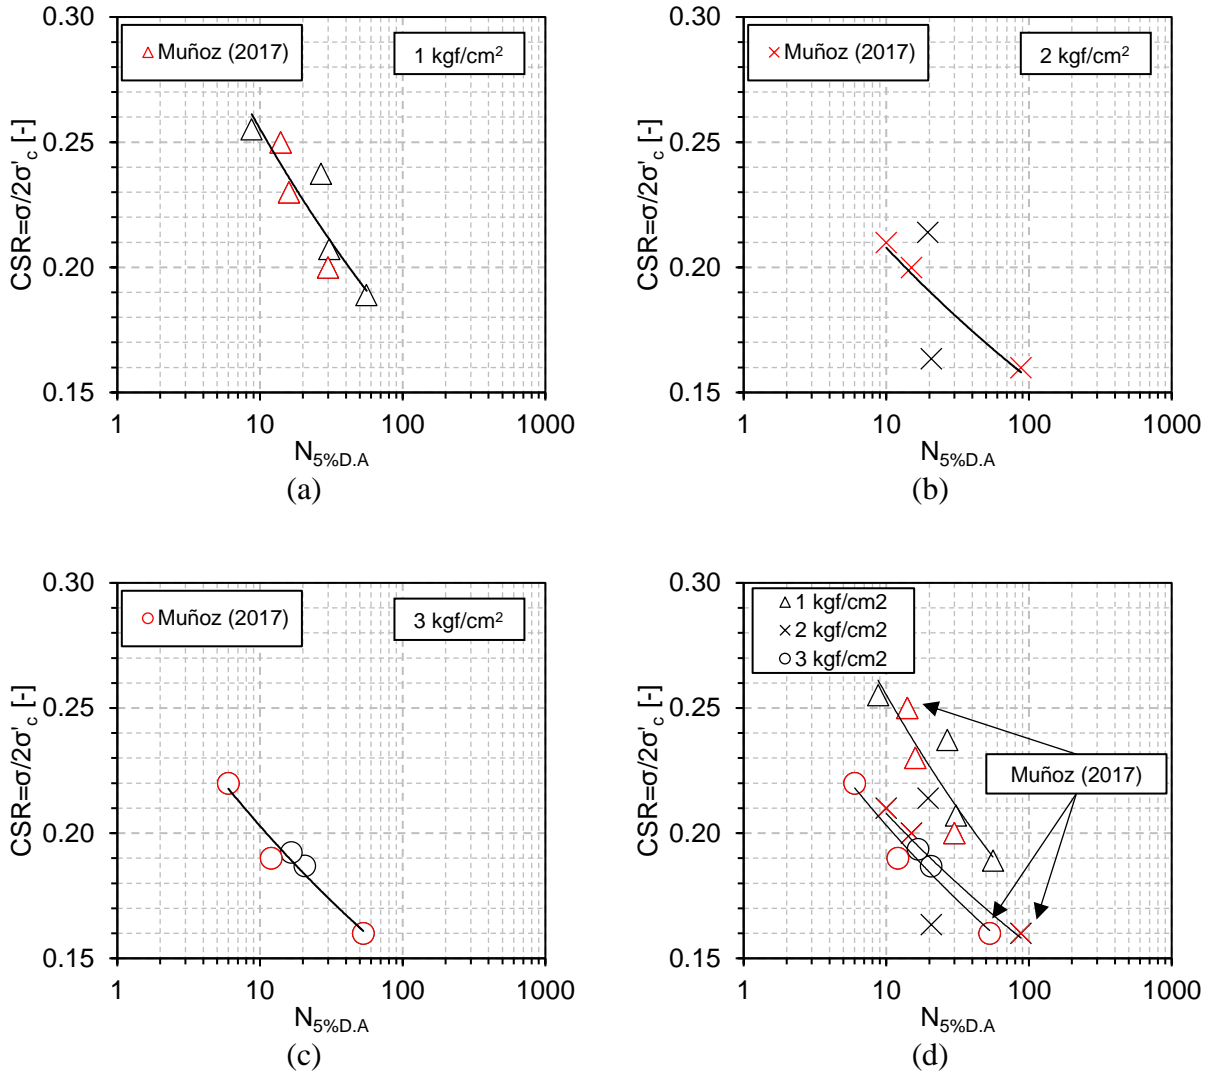 0.30
0.25
0.20
0.15
CSR=σ/2σ'c [-]
Muñoz (2017)
1 kgf/cm²
1 10 100 1000
N5%D.A
(a)
0.30
0.25
0.20
0.15
CSR=σ/2σ'c [-]
Muñoz (2017)
2 kgf/cm²
1 10 100 1000
N5%D.A
(b)
0.30
0.25
0.20
0.15
CSR=σ/2σ'c [-]
Muñoz (2017)
3 kgf/cm²
1 10 100 1000
N5%D.A
(c)
0.30
0.25
0.20
0.15
CSR=σ/2σ'c [-]
1 kgf/cm2
2 kgf/cm2
3 kgf/cm2
Muñoz (2017)
1 10 100 1000
N5%D.A
(d)